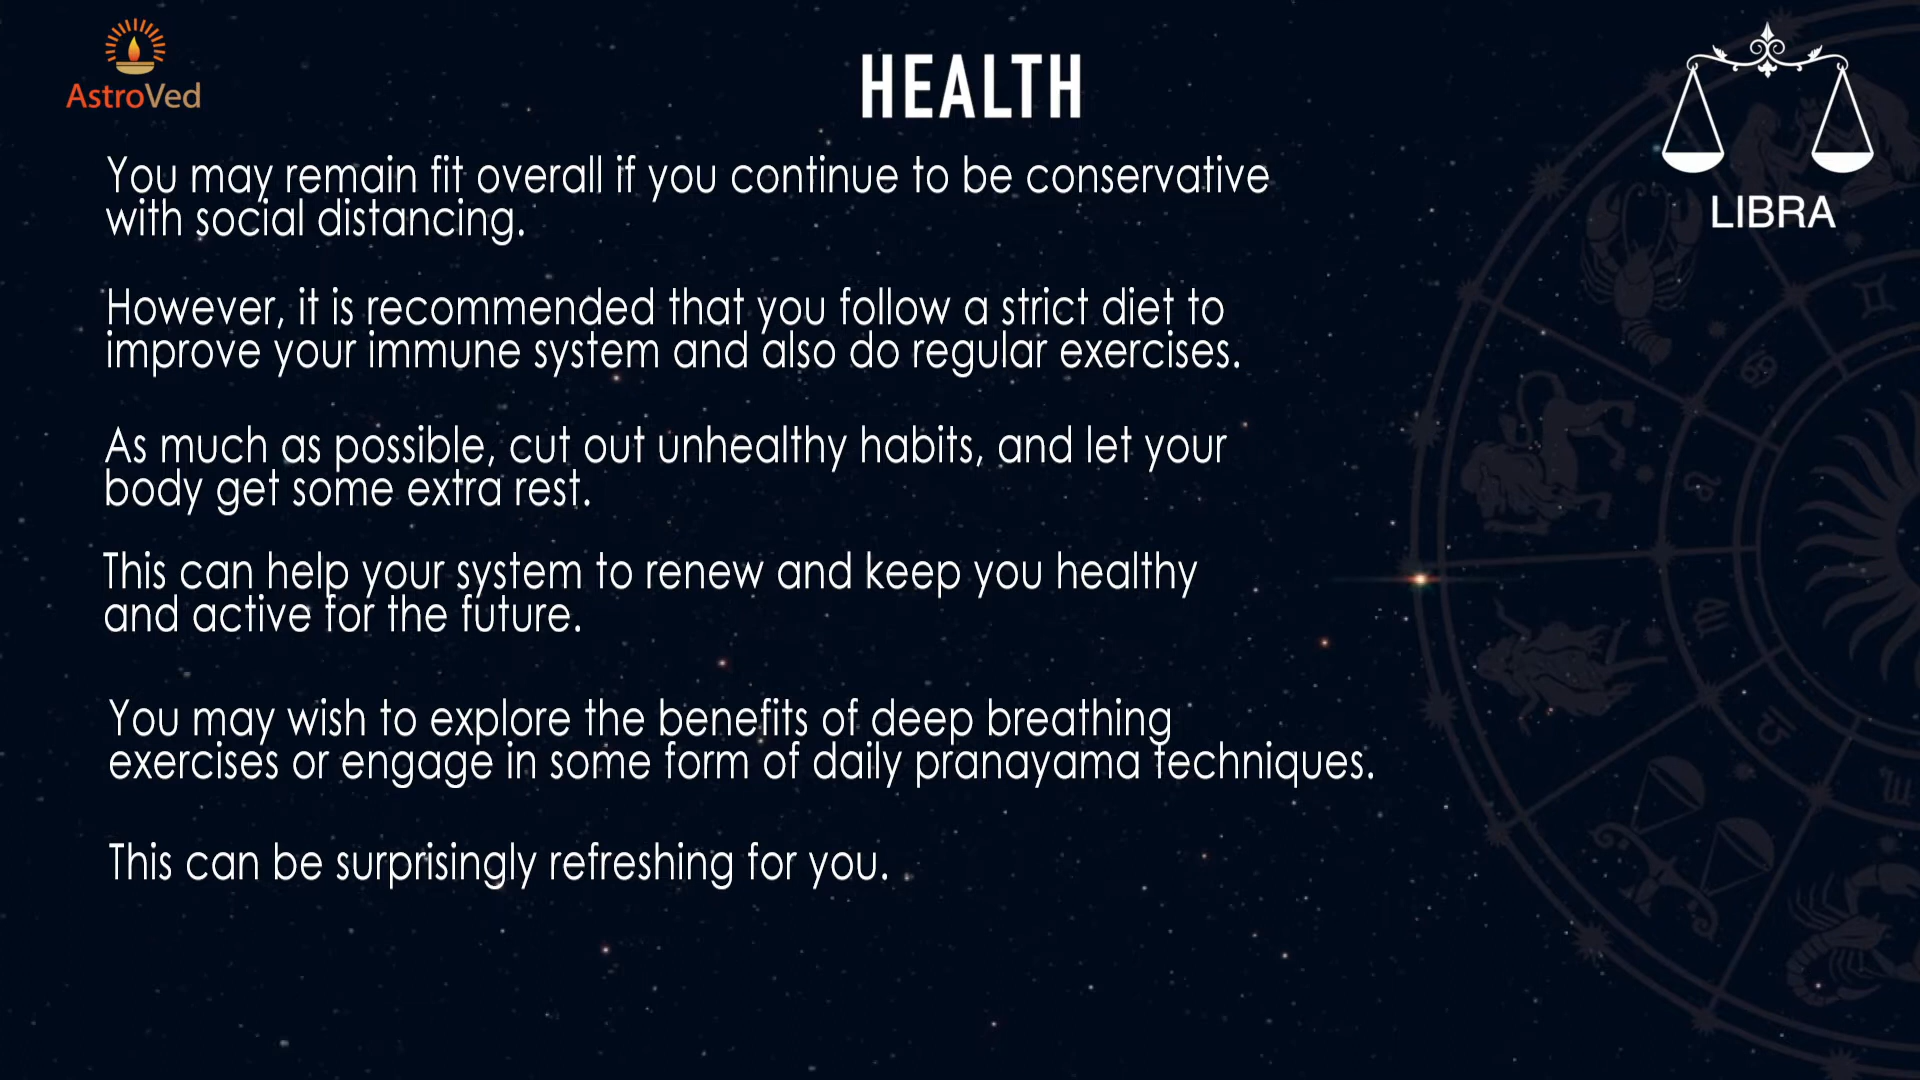 AstroVed
HEALTH
LIBRA
You may remain fit overall if you continue to be conservative
with social distancing.
However, it is recommended that you follow a strict diet to
improve your immune system and also do regular exercises.
As much as possible, cut out unhealthy habits, and let your
body get some extra rest.
This can help your system to renew and keep you healthy
and active for the future.
You may wish to explore the benefits of deep breathing
exercises or engage in some form of daily pranayama techniques.
This can be surprisingly refreshing for you.